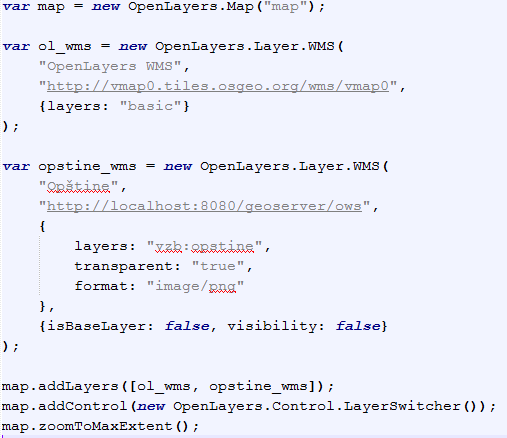 var map = new OpenLayers.Map("map");
var ol_wms = new OpenLayers.Layer.WMS(
"OpenLayers WMS",
"http://vmap0.tiles.osgeo.org/wms/vmap0",
{layers: "basic"}
);
var opstine_wms = new OpenLayers.Layer.WMS(
"Opštine",
"http://localhost:8080/geoserver/ows",
{
layers: "vzb:opstine",
transparent: "true",
format: "image/png"
},
{isBaseLayer: false, visibility: false}
);
map.addLayers([ol_wms, opstine_wms]);
map.addControl(new OpenLayers.Control.LayerSwitcher());
map.zoomToMaxExtent();